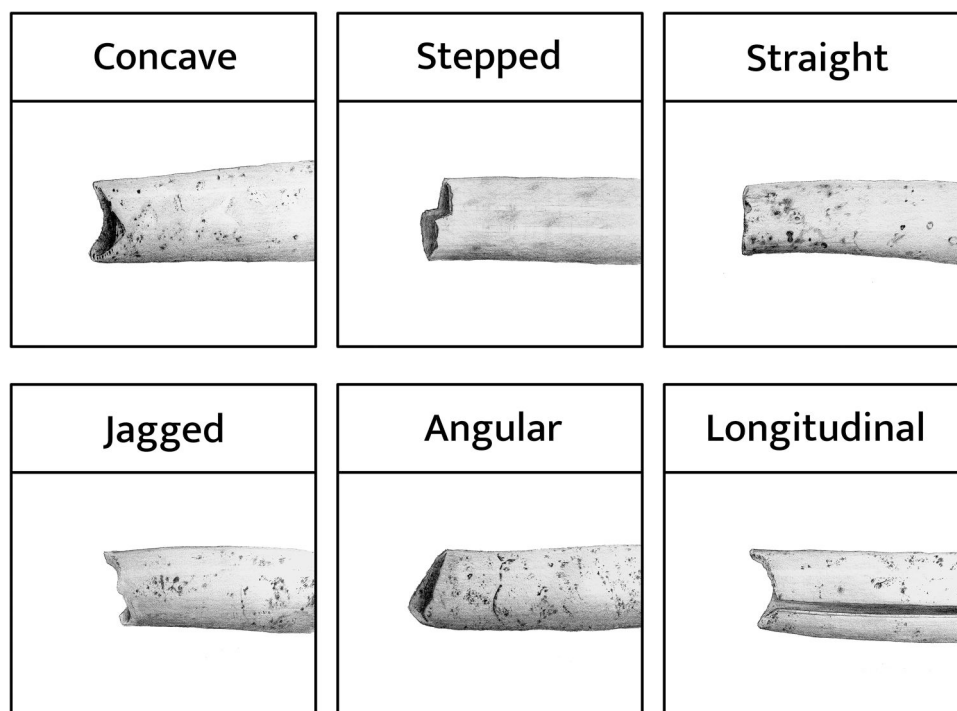 Concave
Stepped
Straight
Jagged
Angular
Longitudinal